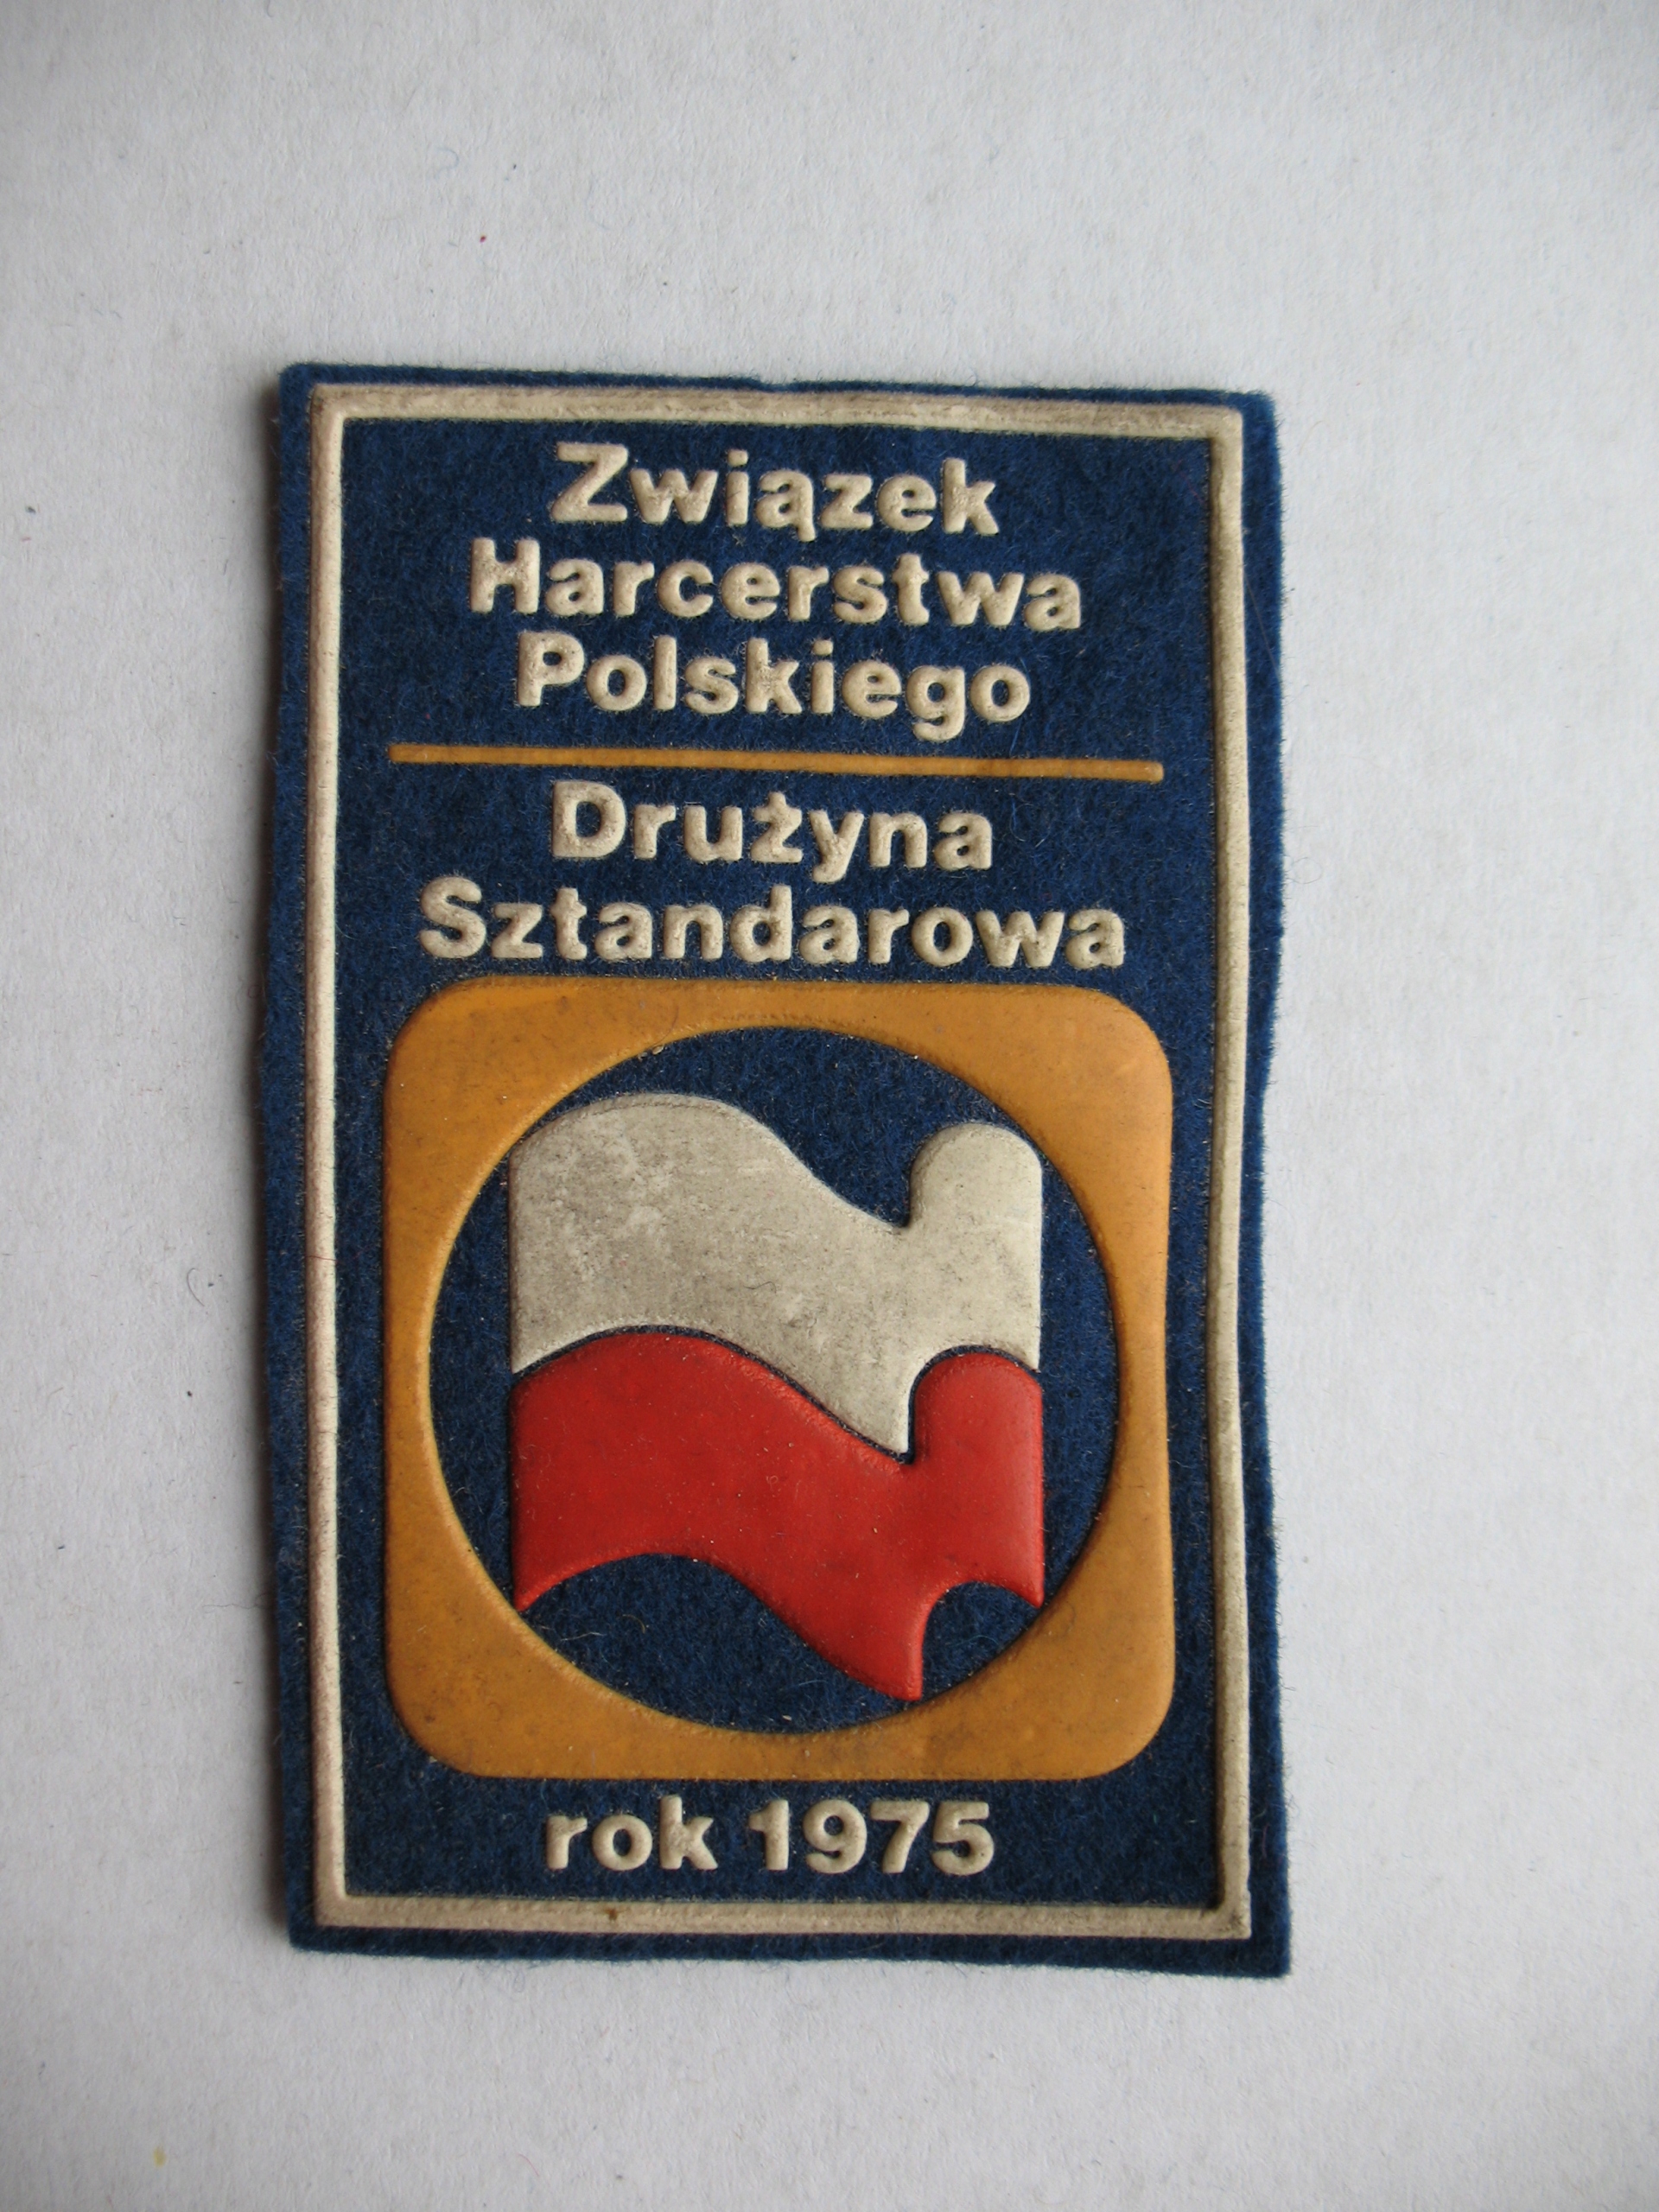 Związek
Harcerstwa
Polskiego
Drużyna
Sztandarowa
rok 1975